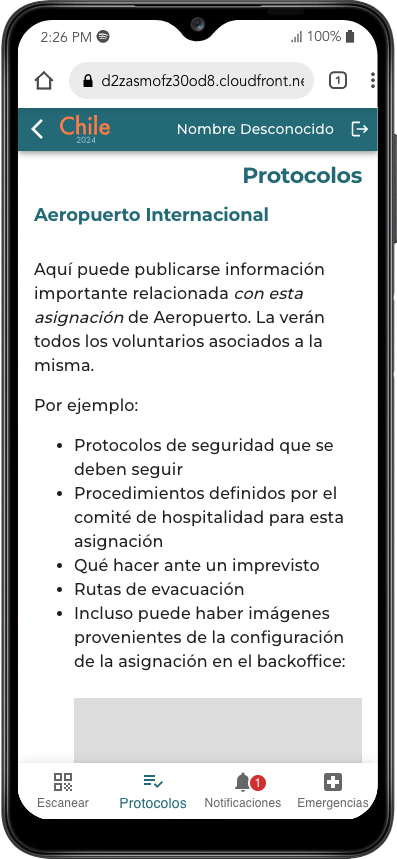 2:26 PM 100%
d2zasmofz30od8.cloudfront.ne
1
Chile
2024
Nombre Desconocido
Protocolos
Aeropuerto Internacional
Aquí puede publicarse información
importante relacionada con esta
asignación de Aeropuerto. La verán
todos los voluntarios asociados a la
misma.
Por ejemplo:
• Protocolos de seguridad que se
deben seguir
• Procedimientos definidos por el
comité de hospitalidad para esta
asignación
• Qué hacer ante un imprevisto
• Rutas de evacuación
• Incluso puede haber imágenes
provenientes de la configuración
de la asignación en el backoffice:
1
Escanear Protocolos Notificaciones Emergencias